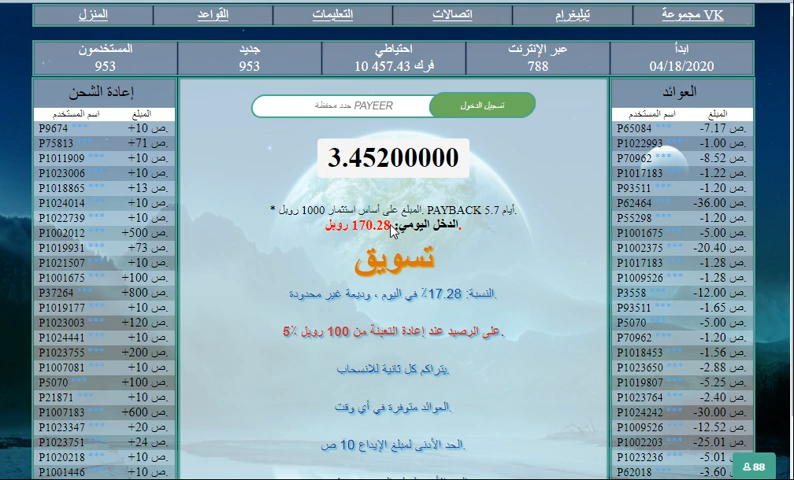 المنزل القواعد التعليمات إتصالات تيليغرام VK مجموعة
المستخدمون جديد احتياطي عبر الإنترنت ابدأ
953 953 10 457.43 فرك 788 04/18/2020
إعادة الشحن
اسم المستخدم المبلغ
P9674 *** +10 ص.
P75813 *** +71 ص.
P1011909 *** +10 ص.
P1023006 *** +10 ص.
P1018865 *** +13 ص.
P1024014 *** +10 ص.
P1022739 *** +10 ص.
P1002012 *** +500 ص.
P1019931 *** +73 ص.
P1021507 *** +10 ص.
P1001675 *** +100 ص.
P37264 *** +800 ص.
P1019177 *** +10 ص.
P1023003 *** +120 ص.
P1024441 *** +10 ص.
P1023755 *** +200 ص.
P1007081 *** +10 ص.
P5070 *** +100 ص.
P21871 *** +10 ص.
P1007183 *** +600 ص.
P1023347 *** +20 ص.
P1023751 *** +24 ص.
P1020218 *** +10 ص.
P1001446 *** +10 ص.
حدد محفظة PAYEER
تسجيل الدخول
3.45200000
* المبلغ على أساس استثمار 1000 روبل. PAYBACK 5.7 أيام.
الدخل اليومي: 170.28 روبل.
تسويق
النسبة: 17.28٪ في اليوم ، وديعة غير محدودة.
5٪ على الرصيد عند إعادة التعبئة من 100 روبل.
يتراكم كل ثانية للانسحاب.
العوائد متوفرة في أي وقت.
الحد الأدنى لمبلغ الإيداع 10 ص.
العوائد
اسم المستخدم المبلغ
P65084 *** -7.17 ص.
P1022993 *** -1.00 ص.
P70962 *** -8.52 ص.
P1017183 *** -1.22 ص.
P93511 *** -1.20 ص.
P62464 *** -36.00 ص.
P55298 *** -1.20 ص.
P1001675 *** -5.00 ص.
P1002375 *** -20.40 ص.
P1017183 *** -1.28 ص.
P1009526 *** -1.28 ص.
P3558 *** -12.00 ص.
P93511 *** -1.65 ص.
P5070 *** -5.00 ص.
P70962 *** -1.20 ص.
P1018453 *** -1.56 ص.
P1023650 *** -2.88 ص.
P1019807 *** -5.25 ص.
P1023764 *** -2.40 ص.
P1024242 *** -30.00 ص.
P1009526 *** -12.52 ص.
P1002203 *** -25.01 ص.
P1023236 *** -5.01 ص.
P62018 *** -3.60 ص.
88